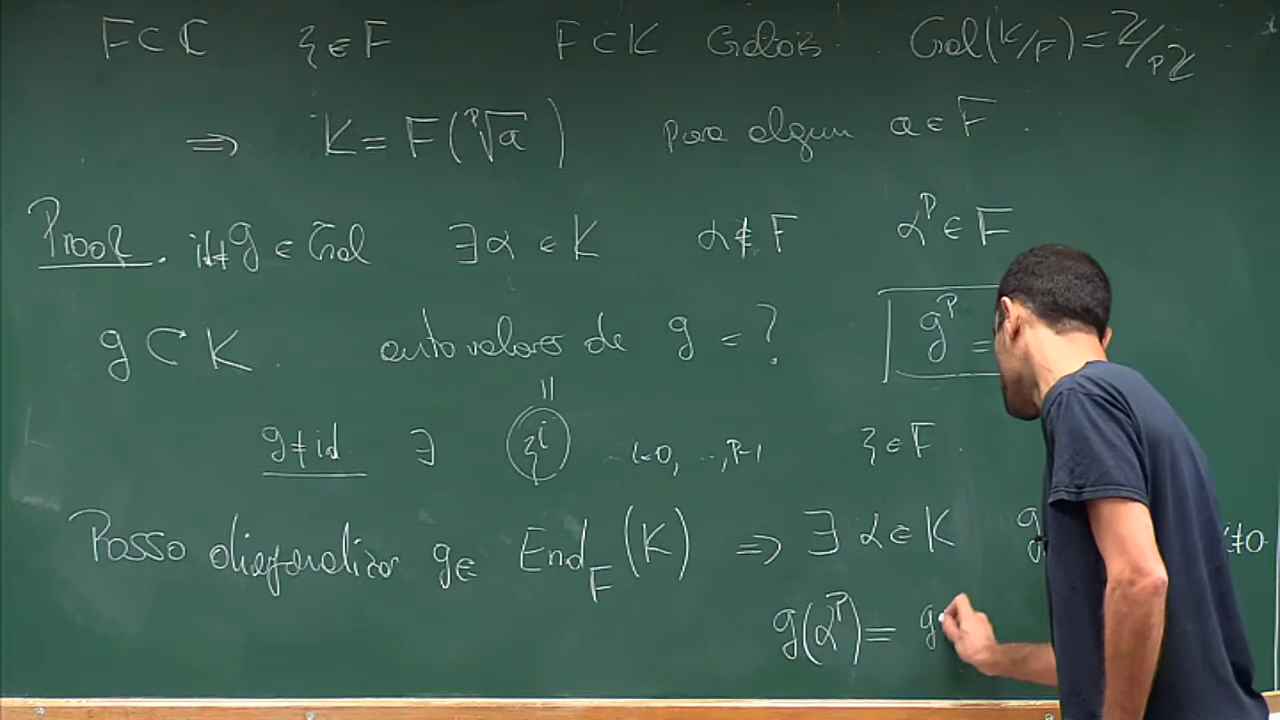 F ⊂ ℂ ξ ∈ F F ⊂ K Galois. Gal(K/F) = ℤ/pℤ
⇒ K = F(ᵖ√a) para algum a ∈ F.
Proof. id ≠ g ∈ Gal ∃ α ∈ K α ∉ F αᵖ ∈ F
g ⊂ K. autovalores de g = ? gᵖ =
g ≠ id ∃ ξⁱ i=0, .., p-1 ξ ∈ F.
Posso diagonalizar g ∈ End_F (K) ⇒ ∃ α ∈ K g i≠0.
g(αᵖ) = g